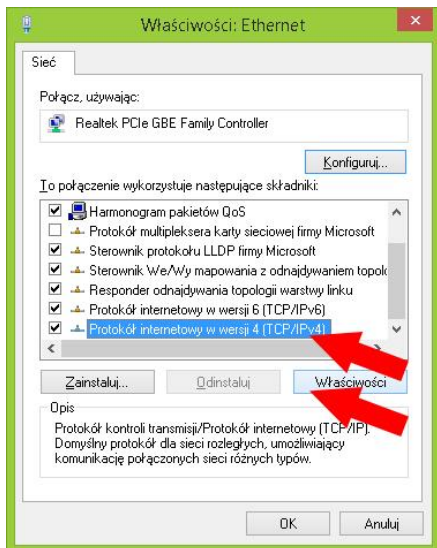 Właściwości: Ethernet
Sieć
Połącz, używając:
Realtek PCIe GBE Family Controller
Konfiguruj...
To połączenie wykorzystuje następujące składniki:
Harmonogram pakietów QoS
Protokół multipleksera karty sieciowej firmy Microsoft
Sterownik protokołu LLDP firmy Microsoft
Sterownik We/Wy mapowania z odnajdywaniem topolo
Responder odnajdywania topologii warstwy linku
Protokół internetowy w wersji 6 (TCP/IPv6)
Protokół internetowy w wersji 4 (TCP/IPv4)
Zainstaluj... Odinstaluj Właściwości
Opis
Protokół kontroli transmisji/Protokół internetowy (TCP/IP).
Domyślny protokół dla sieci rozległych, umożliwiający
komunikację połączonych sieci różnych typów.
OK Anuluj